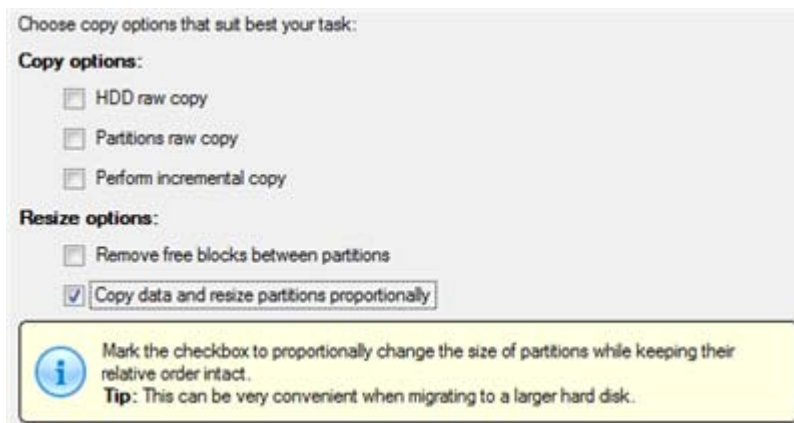 Choose copy options that suit best your task:
Copy options:
HDD raw copy
Partitions raw copy
Perform incremental copy
Resize options:
Remove free blocks between partitions
Copy data and resize partitions proportionally
Mark the checkbox to proportionally change the size of partitions while keeping their
relative order intact.
Tip: This can be very convenient when migrating to a larger hard disk.